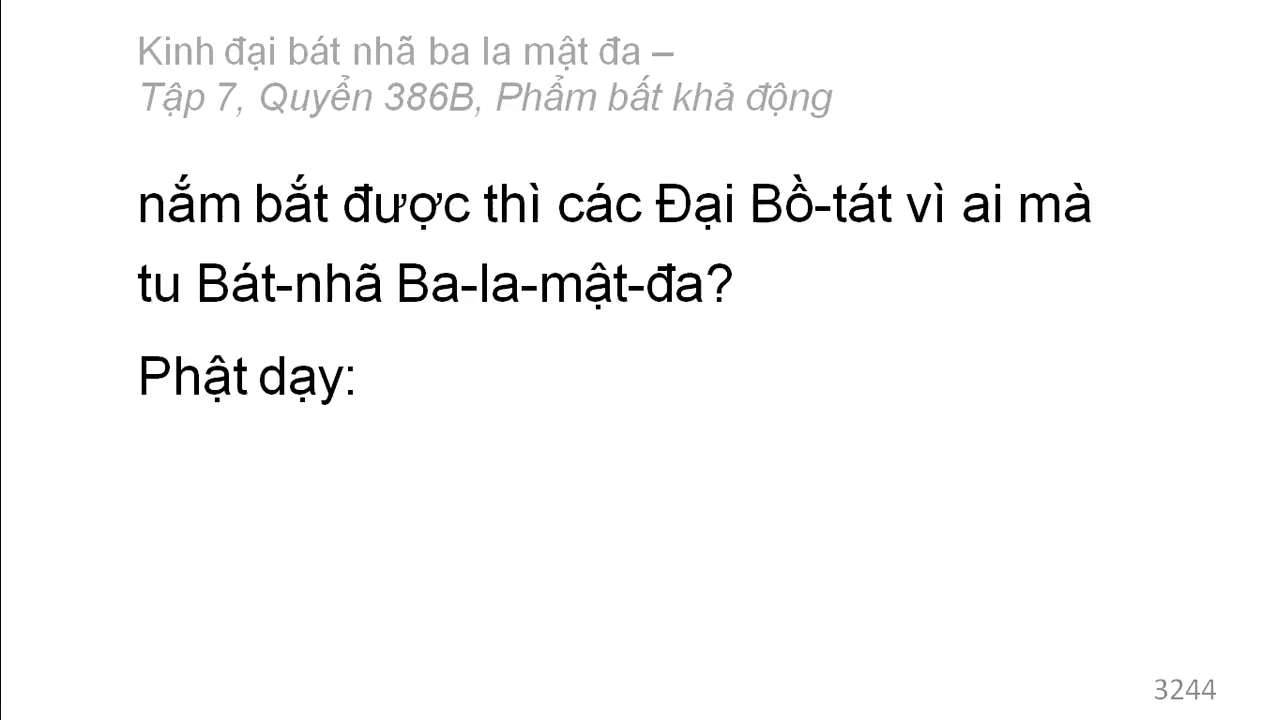 Kinh đại bát nhã ba la mật đa –
Tập 7, Quyển 386B, Phẩm bất khả động
nắm bắt được thì các Đại Bồ-tát vì ai mà
tu Bát-nhã Ba-la-mật-đa?
Phật dạy:
3244